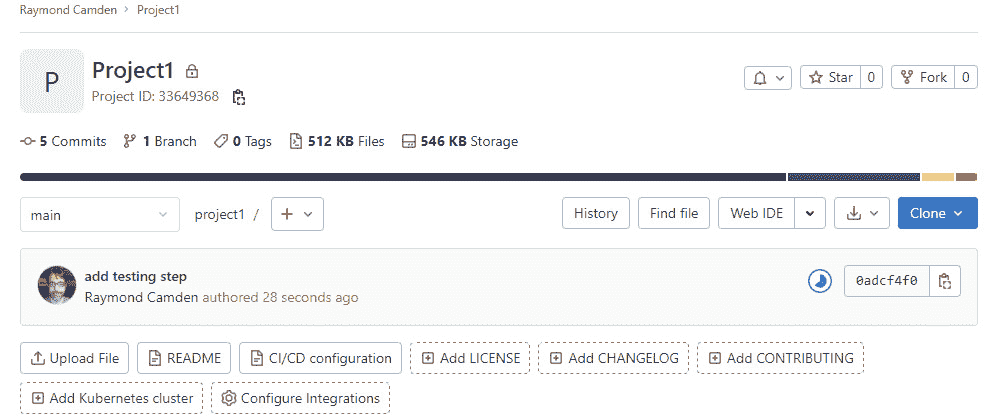 Raymond Camden > Project1
P
Project1
Project ID: 33649368
Star 0
Fork 0
5 Commits 1 Branch 0 Tags 512 KB Files 546 KB Storage
main project1 / + History Find file Web IDE Clone
add testing step
Raymond Camden authored 28 seconds ago
0adcf4f0
Upload File README CI/CD configuration Add LICENSE Add CHANGELOG Add CONTRIBUTING
Add Kubernetes cluster Configure Integrations